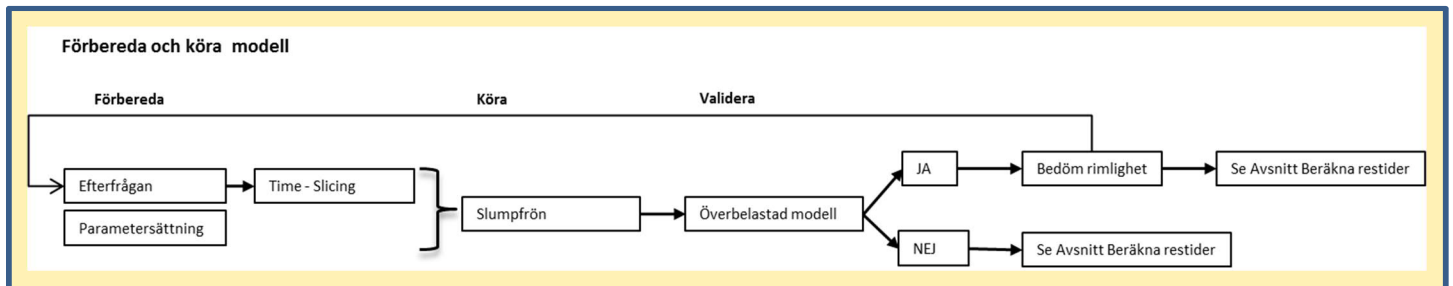 Förbereda och köra modell
Förbereda
Köra
Validera
Efterfrågan
Time - Slicing
Parametersättning
Slumpfrön
Överbelastad modell
JA
Bedöm rimlighet
Se Avsnitt Beräkna restider
NEJ
Se Avsnitt Beräkna restider